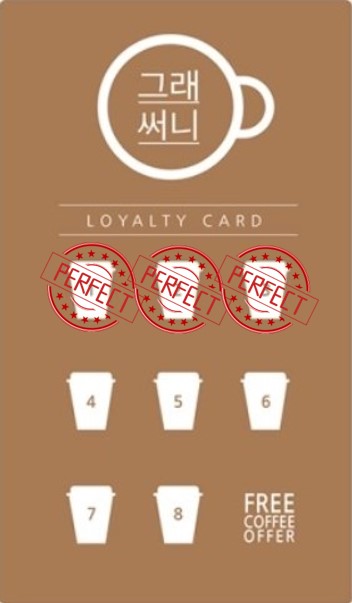 그래
써니
LOYALTY CARD
PERFECT PERFECT PERFECT
4 5 6
7 8
FREE
COFFEE
OFFER